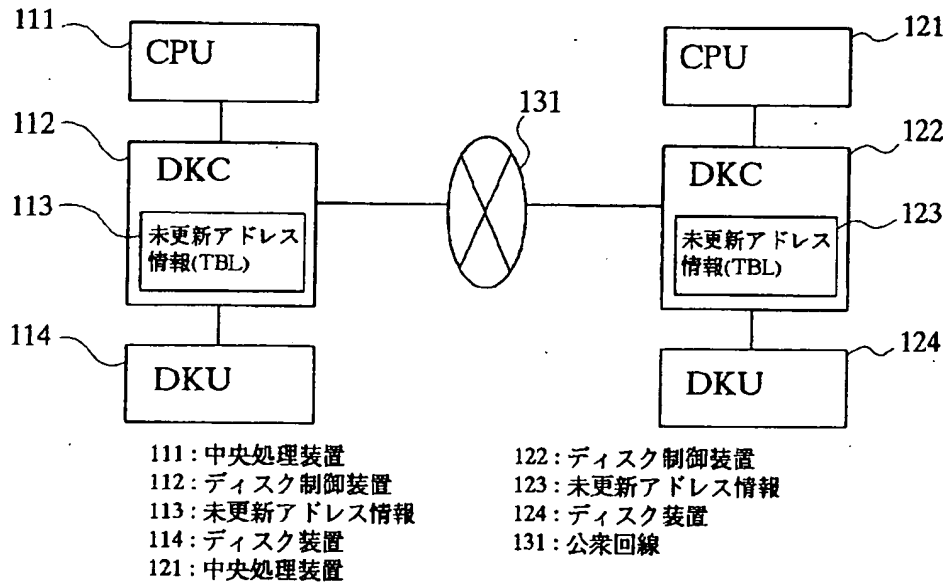 111
CPU
112
DKC
113
未更新アドレス
情報(TBL)
114
DKU
131
121
CPU
122
DKC
123
未更新アドレス
情報(TBL)
124
DKU
111：中央処理装置
112：ディスク制御装置
113：未更新アドレス情報
114：ディスク装置
121：中央処理装置
122：ディスク制御装置
123：未更新アドレス情報
124：ディスク装置
131：公衆回線